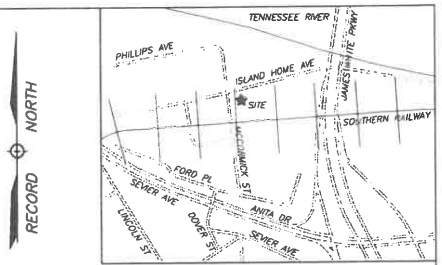 RECORD NORTH
TENNESSEE RIVER
PHILLIPS AVE
ISLAND HOME AVE
JAMES WHITE PKWY
SITE
SOUTHERN RAILWAY
MCCORMICK ST
FORD PL
SEVIER AVE
ANITA DR
LINCOLN ST
DOVER ST
SEVIER AVE